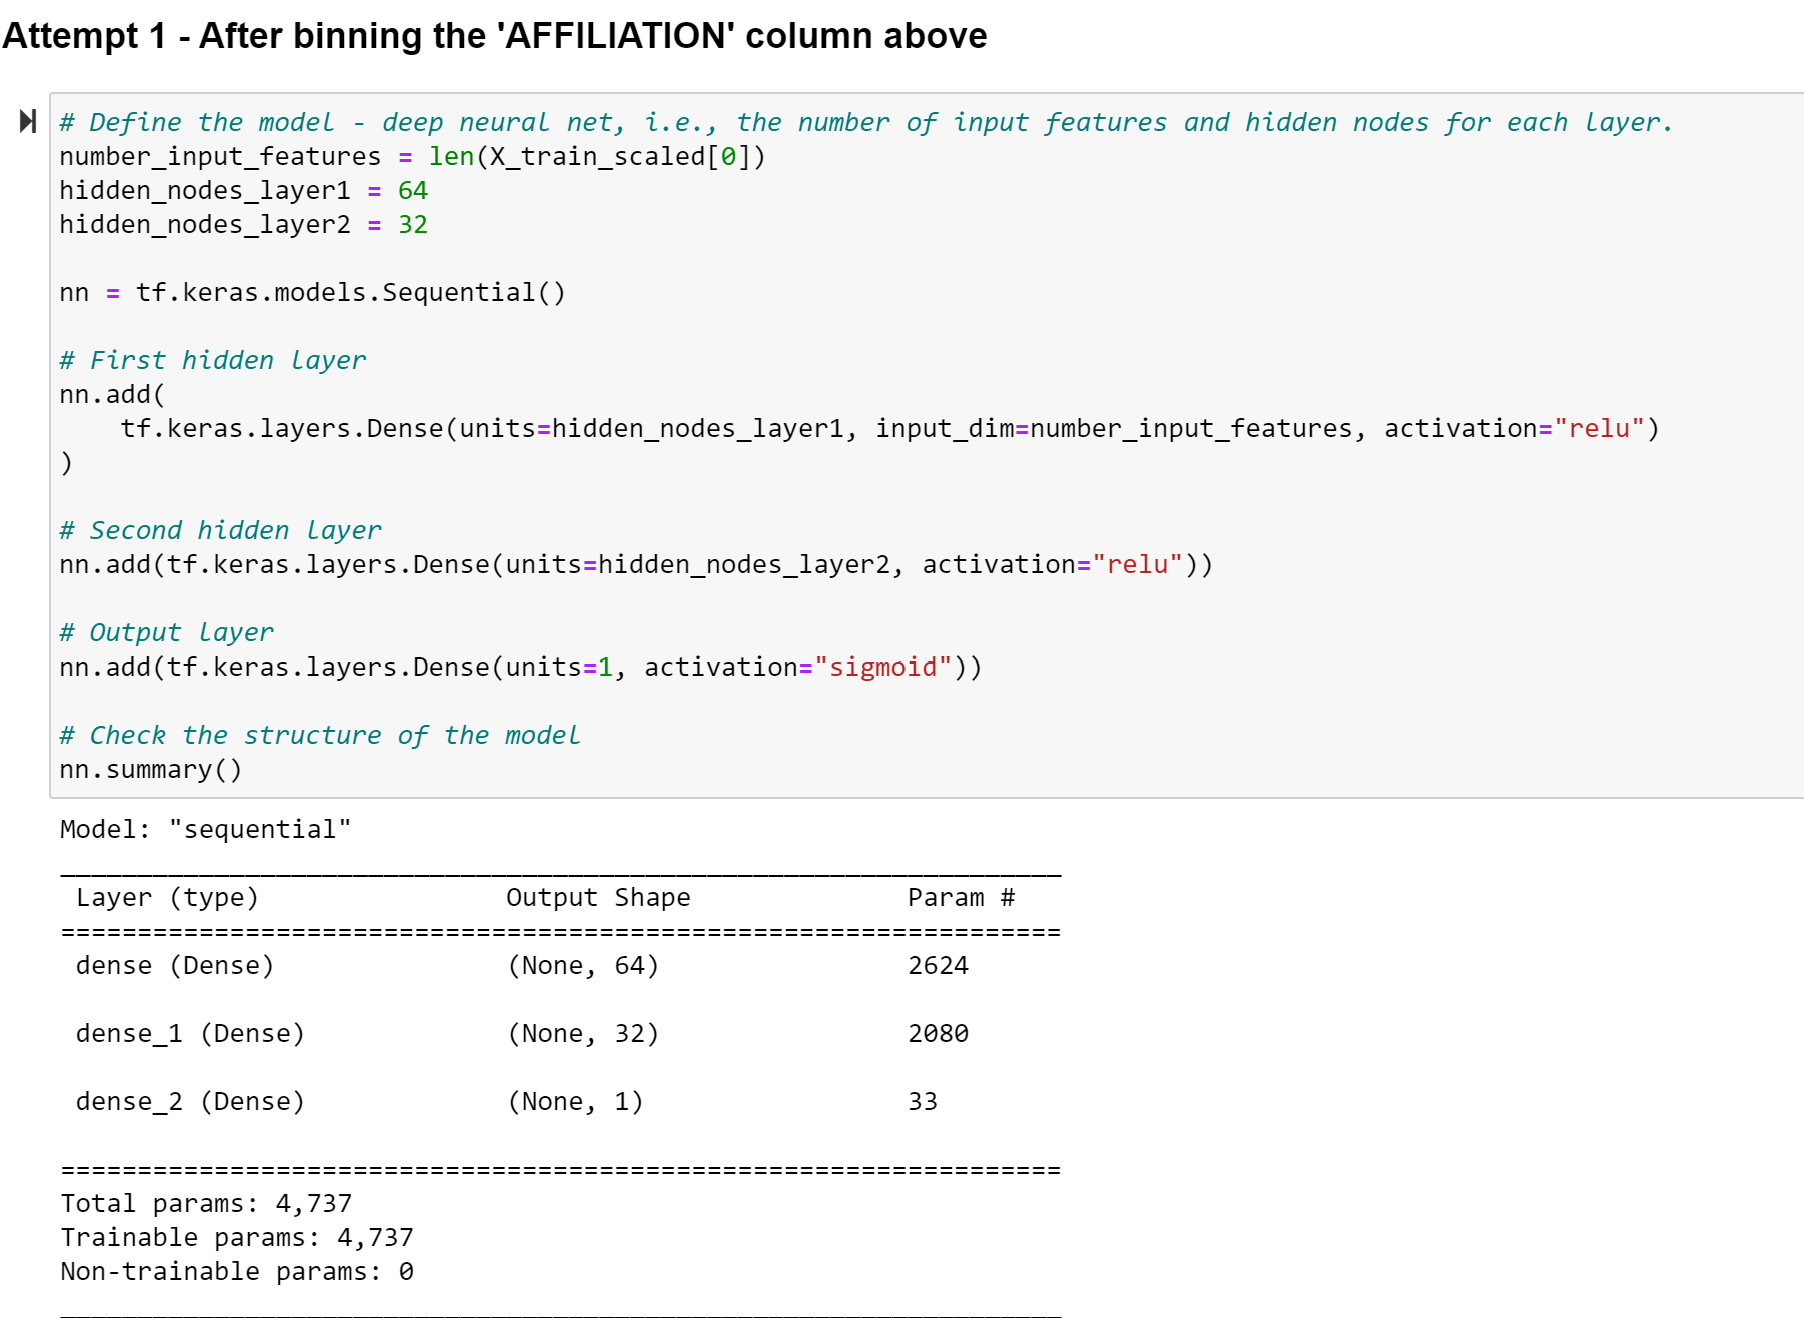 Attempt 1 - After binning the 'AFFILIATION' column above
# Define the model - deep neural net, i.e., the number of input features and hidden nodes for each layer.
number_input_features = len(X_train_scaled[0])
hidden_nodes_layer1 = 64
hidden_nodes_layer2 = 32
nn = tf.keras.models.Sequential()
# First hidden layer
nn.add(
    tf.keras.layers.Dense(units=hidden_nodes_layer1, input_dim=number_input_features, activation="relu")
)
# Second hidden layer
nn.add(tf.keras.layers.Dense(units=hidden_nodes_layer2, activation="relu"))
# Output layer
nn.add(tf.keras.layers.Dense(units=1, activation="sigmoid"))
# Check the structure of the model
nn.summary()
Model: "sequential"
_________________________________________________________________
Layer (type)                Output Shape              Param #
=================================================================
dense (Dense)               (None, 64)                2624
dense_1 (Dense)             (None, 32)                2080
dense_2 (Dense)             (None, 1)                 33
=================================================================
Total params: 4,737
Trainable params: 4,737
Non-trainable params: 0
_________________________________________________________________